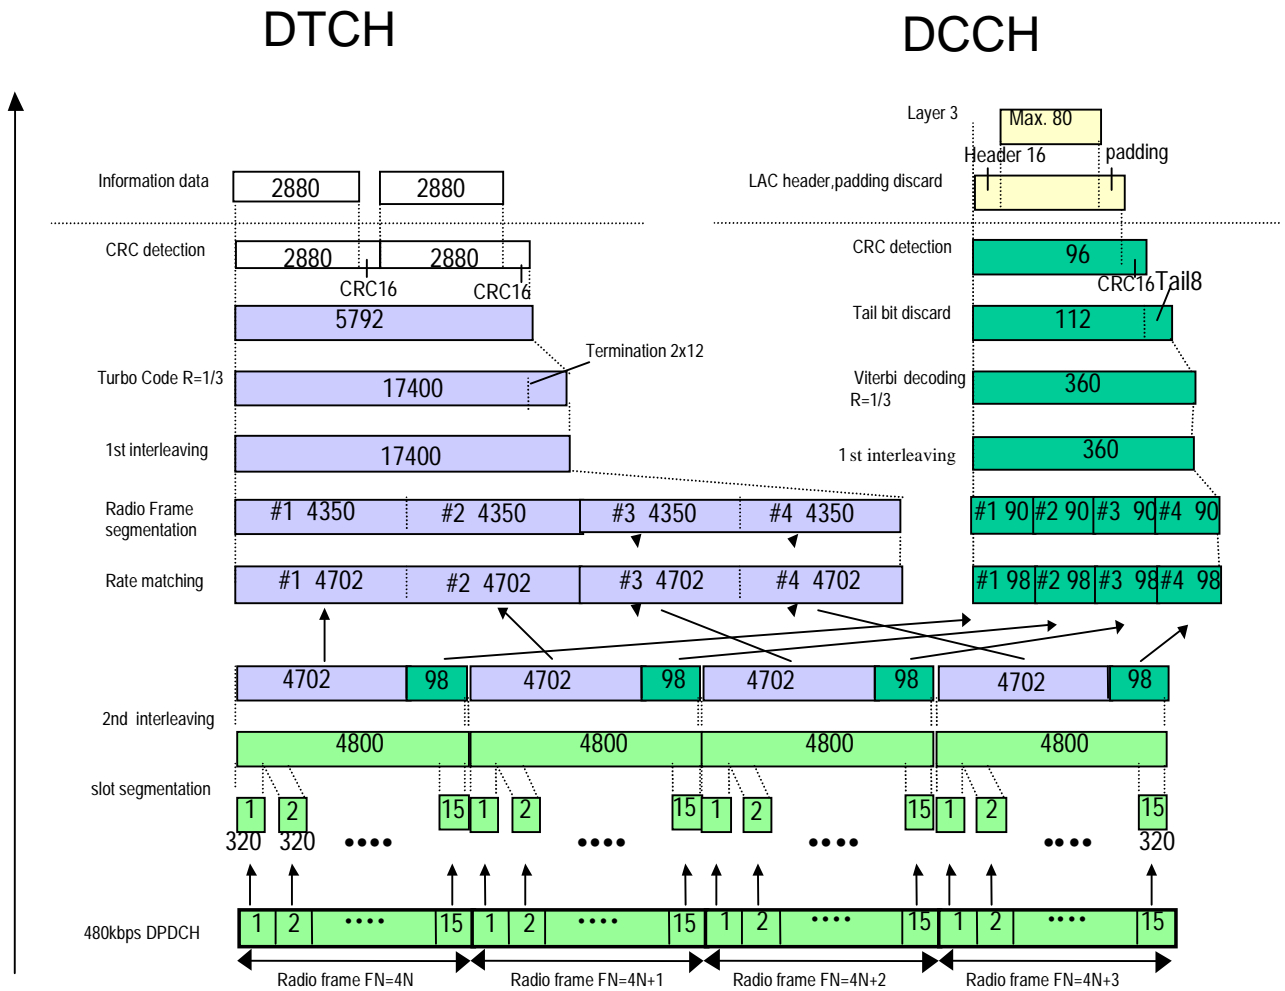 DTCH
DCCH
Layer 3
Max. 80
Header 16
padding
Information data
2880
2880
LAC header,padding discard
CRC detection
2880
2880
CRC16
CRC16
CRC detection
96
CRC16
Tail8
5792
Tail bit discard
112
Termination 2x12
Turbo Code R=1/3
17400
Viterbi decoding
R=1/3
360
1st interleaving
17400
1st interleaving
360
Radio Frame
segmentation
#1 4350
#2 4350
#3 4350
#4 4350
#1 90
#2 90
#3 90
#4 90
Rate matching
#1 4702
#2 4702
#3 4702
#4 4702
#1 98
#2 98
#3 98
#4 98
4702
98
4702
98
4702
98
4702
98
2nd interleaving
4800
4800
4800
4800
slot segmentation
1
2
15
1
2
15
1
2
15
1
2
15
320
320
320
480kbps DPDCH
1
2
15
1
2
15
1
2
15
1
2
15
Radio frame FN=4N
Radio frame FN=4N+1
Radio frame FN=4N+2
Radio frame FN=4N+3